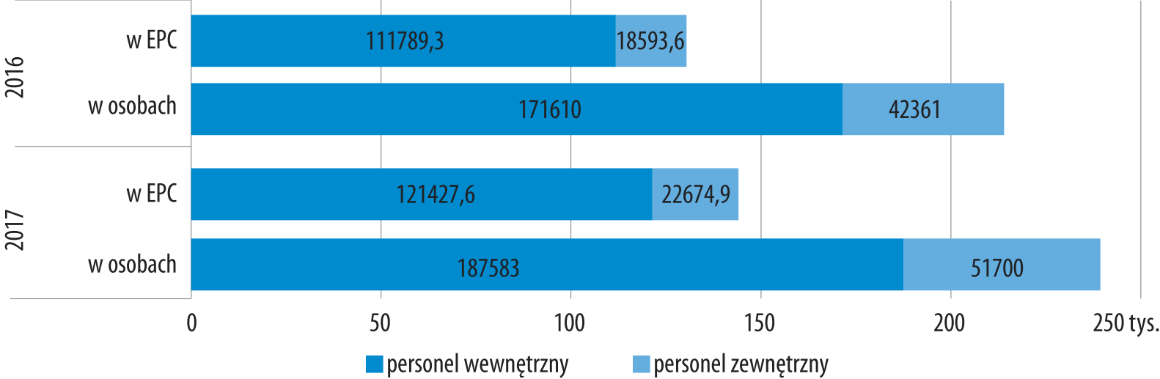 2016
w EPC
111789,3
18593,6
w osobach
171610
42361
2017
w EPC
121427,6
22674,9
w osobach
187583
51700
0 50 100 150 200 250 tys.
personel wewnętrzny personel zewnętrzny